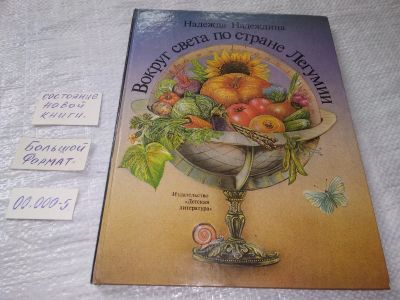 Надежда Надеждина
Вокруг света по стране Легумии
Издательство
«Детская
литература»
состояние
новой
книги.
Большой
формат.
00.000-5